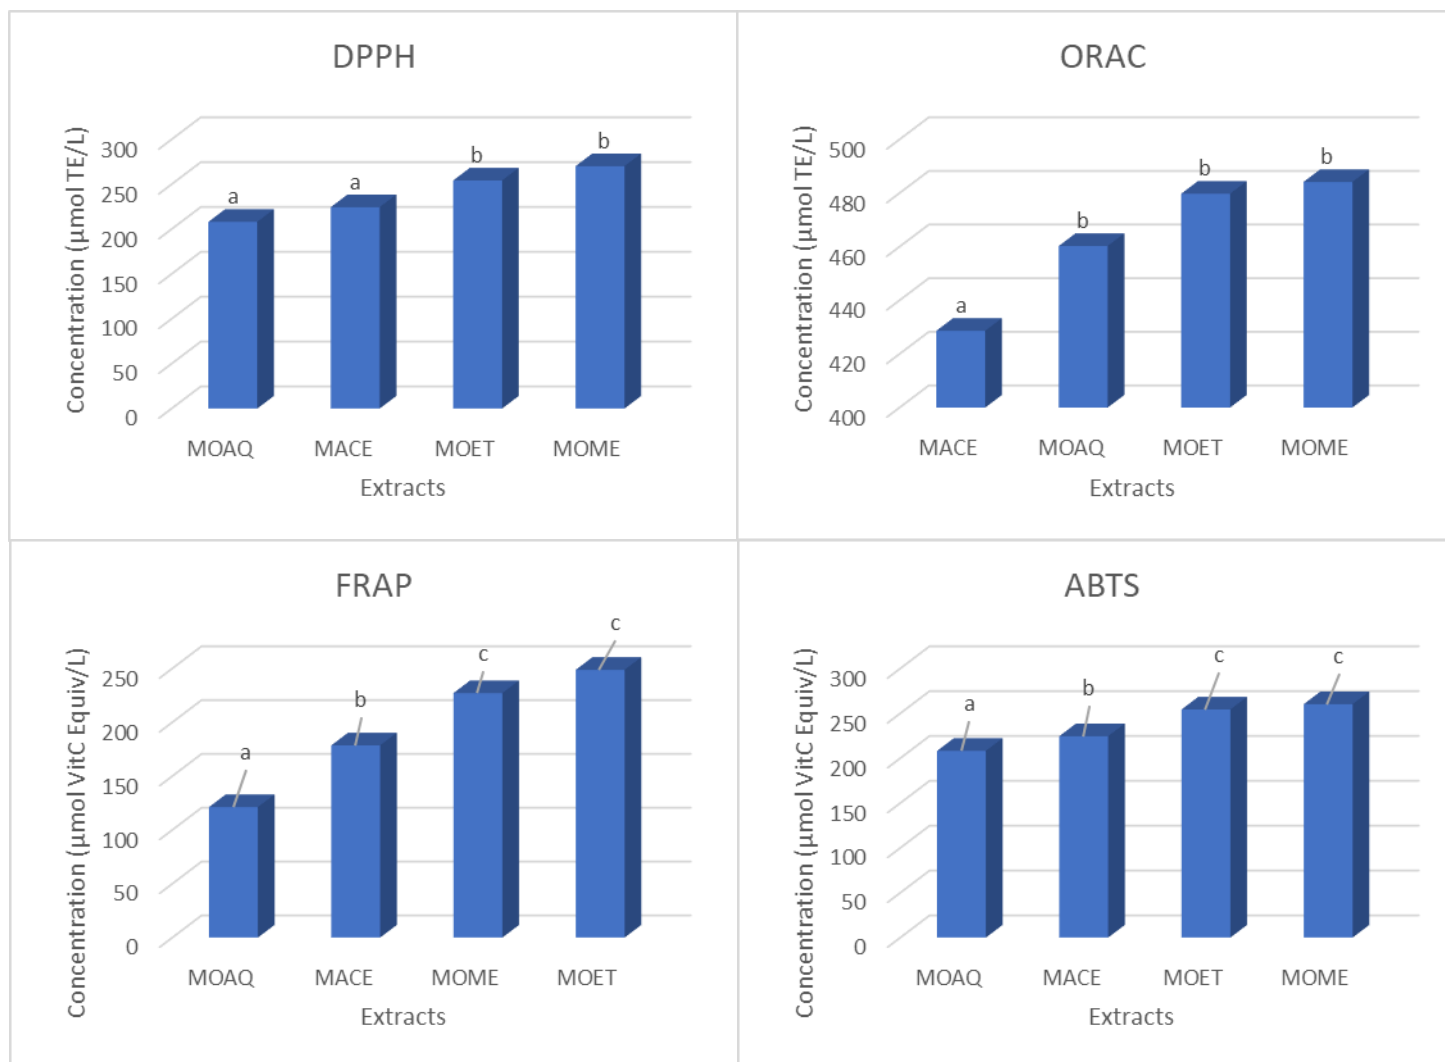 DPPH
Concentration (µmol TE/L)
300
250
200
150
100
50
0
a
a
b
b
MOAQ
MACE
MOET
MOME
Extracts
ORAC
Concentration (µmol TE/L)
500
480
460
440
420
400
a
b
b
b
MACE
MOAQ
MOET
MOME
Extracts
FRAP
Concentration (µmol VitC Equiv/L)
250
200
150
100
50
0
a
b
c
c
MOAQ
MACE
MOME
MOET
Extracts
ABTS
Concentration (µmol VitC Equiv/L)
300
250
200
150
100
50
0
a
b
c
c
MOAQ
MACE
MOET
MOME
Extracts